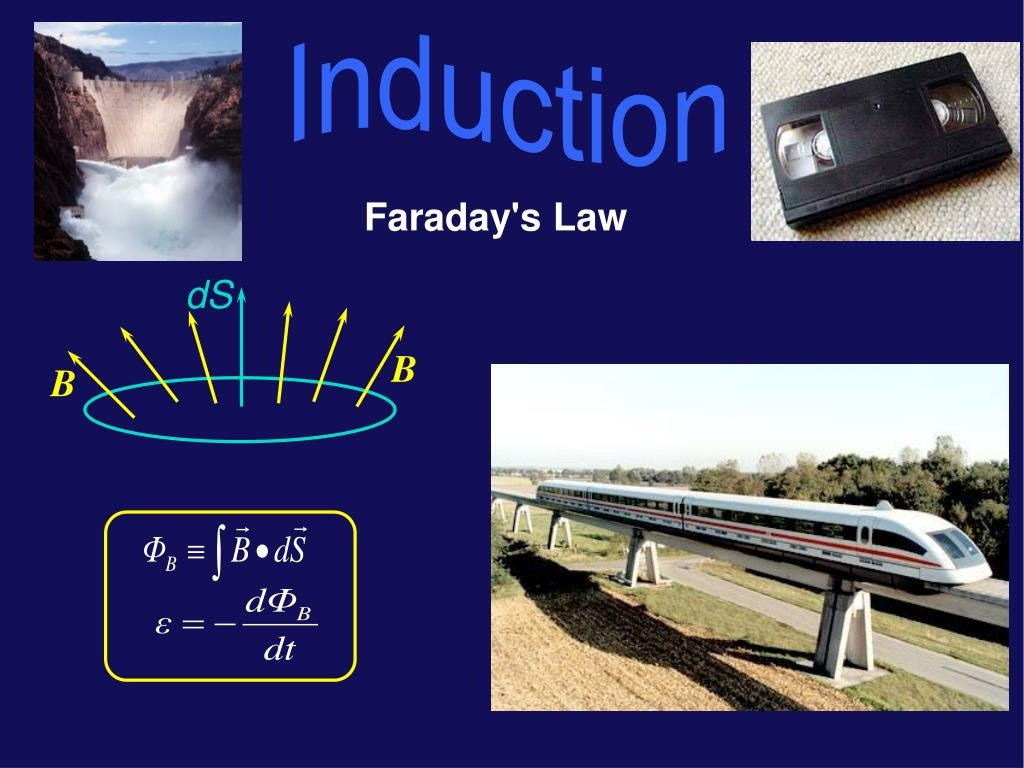 Induction
Faraday's Law
dS
B
B
Φ_B ≡ ∫ B⃗ • dS⃗
ε = − dΦ_B / dt